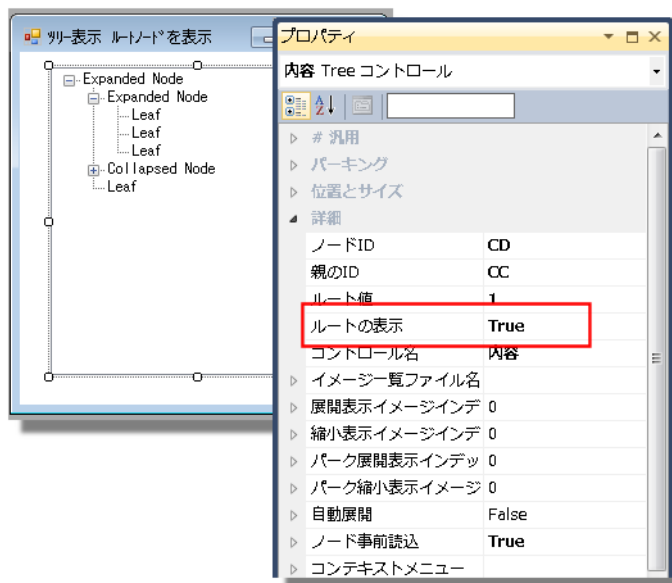 ツリー表示 ルートノードを表示
Expanded Node
Expanded Node
Leaf
Leaf
Leaf
Collapsed Node
Leaf
プロパティ
内容 Tree コントロール
# 汎用
パーキング
位置とサイズ
詳細
ノードID CD
親のID CC
ルート値 1
ルートの表示 True
コントロール名 内容
イメージ一覧ファイル名
展開表示イメージインデ 0
縮小表示イメージインデ 0
パーク展開表示インデッ 0
パーク縮小表示イメージ 0
自動展開 False
ノード事前読込 True
コンテキストメニュー